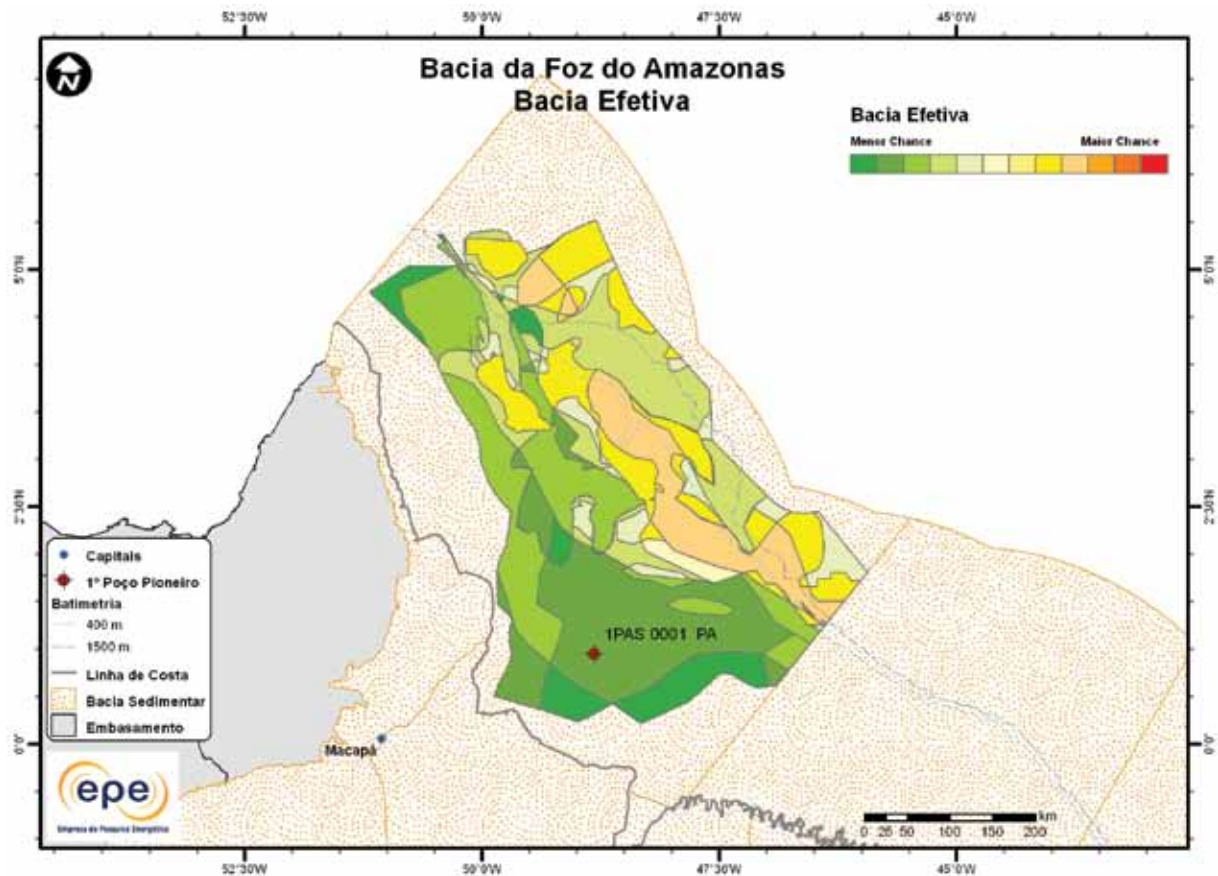 52°30'W
50°0'W
47°30'W
45°0'W
N
Bacia da Foz do Amazonas
Bacia Efetiva
Bacia Efetiva
Menor Chance
Maior Chance
5°0'N
5°0'N
2°30'N
2°30'N
0°0'
0°0'
Capitais
1º Poço Pioneiro
Batimetria
400 m
1500 m
Linha de Costa
Bacia Sedimentar
Embasamento
1PAS 0001 PA
Macapá
epe
Empresa de Pesquisa Energética
km
0 25 50 100 150 200
52°30'W
50°0'W
47°30'W
45°0'W